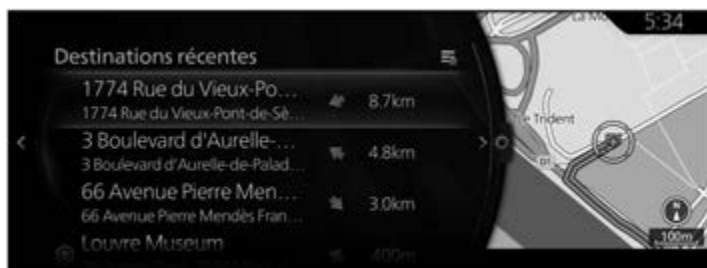 5:34
Destinations récentes
1774 Rue du Vieux-Po...
1774 Rue du Vieux-Pont-de-Sè...
8.7km
3 Boulevard d'Aurelle-...
3 Boulevard d'Aurelle-de-Palad...
4.8km
66 Avenue Pierre Men...
66 Avenue Pierre Mendès Fran...
3.0km
Louvre Museum
400m
La
Trident
D1
N
100m